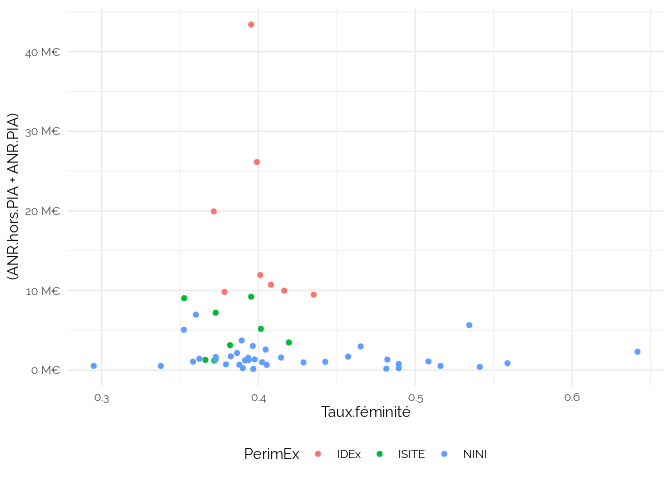 40 M€
30 M€
20 M€
10 M€
0 M€
(ANR.hors.PIA + ANR.PIA)
0.3 0.4 0.5 0.6
Taux.féminité
PerimEx IDEx ISITE NINI